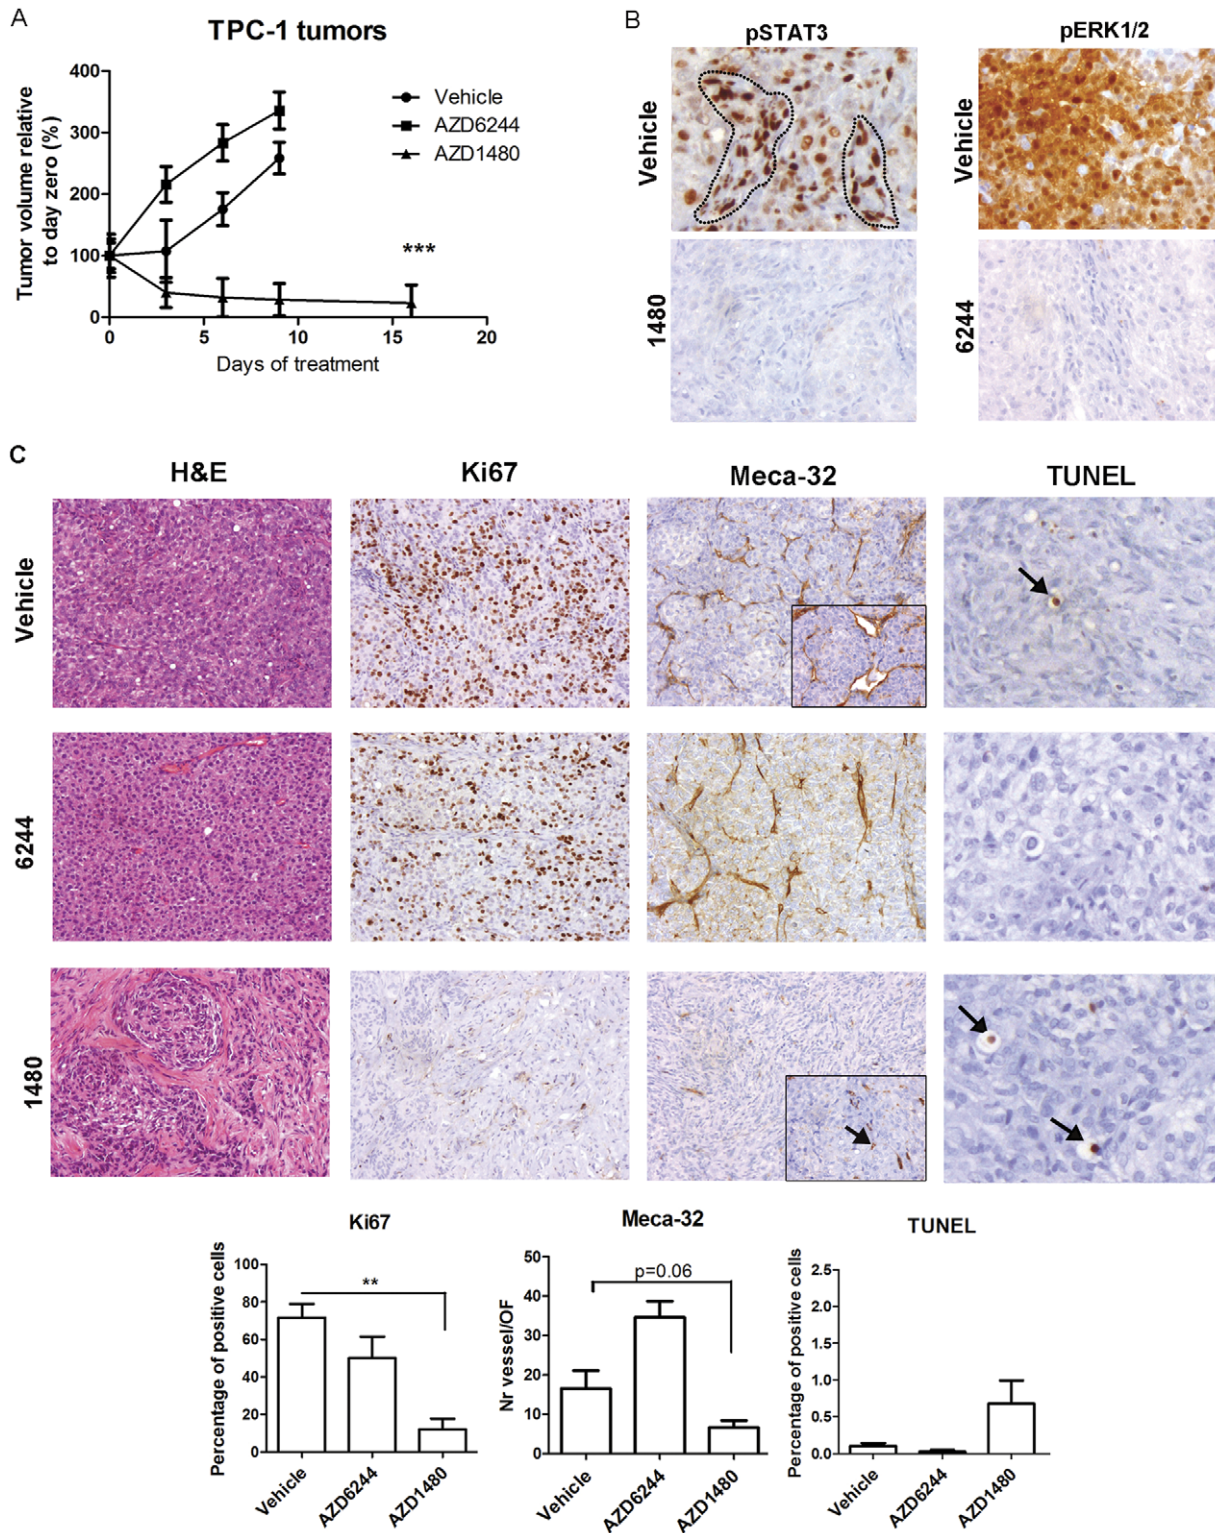 A
TPC-1 tumors
Tumor volume relative
to day zero (%)
400
300
200
100
0
0
5
10
15
20
Days of treatment
Vehicle
AZD6244
AZD1480
***
B
pSTAT3
pERK1/2
Vehicle
Vehicle
1480
6244
C
H&E
Ki67
Meca-32
TUNEL
Vehicle
6244
1480
Ki67
Percentage of positive cells
100
80
60
40
20
0
**
Vehicle
AZD6244
AZD1480
Meca-32
Nr vessel/OF
50
40
30
20
10
0
p=0.06
Vehicle
AZD6244
AZD1480
TUNEL
Percentage of positive cells
2.5
2.0
1.5
1.0
0.5
0.0
Vehicle
AZD6244
AZD1480